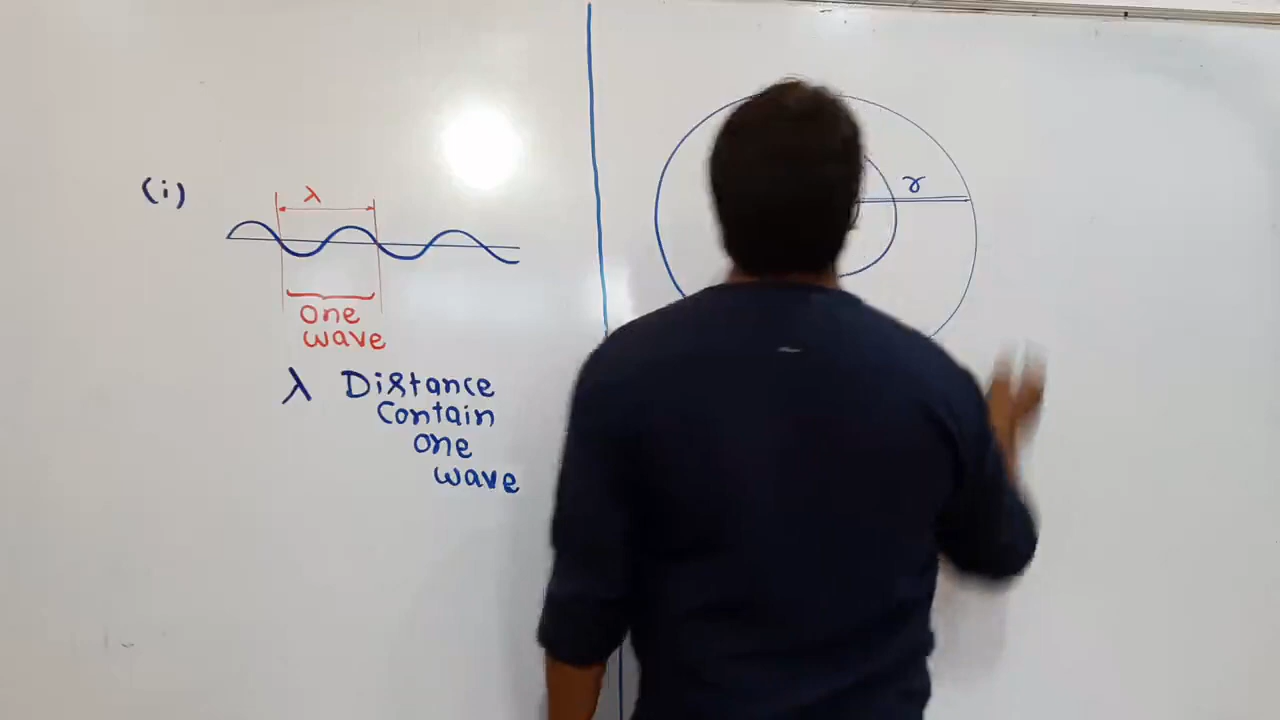 (i)
λ
One
wave
λ Distance
Contain
one
wave
r